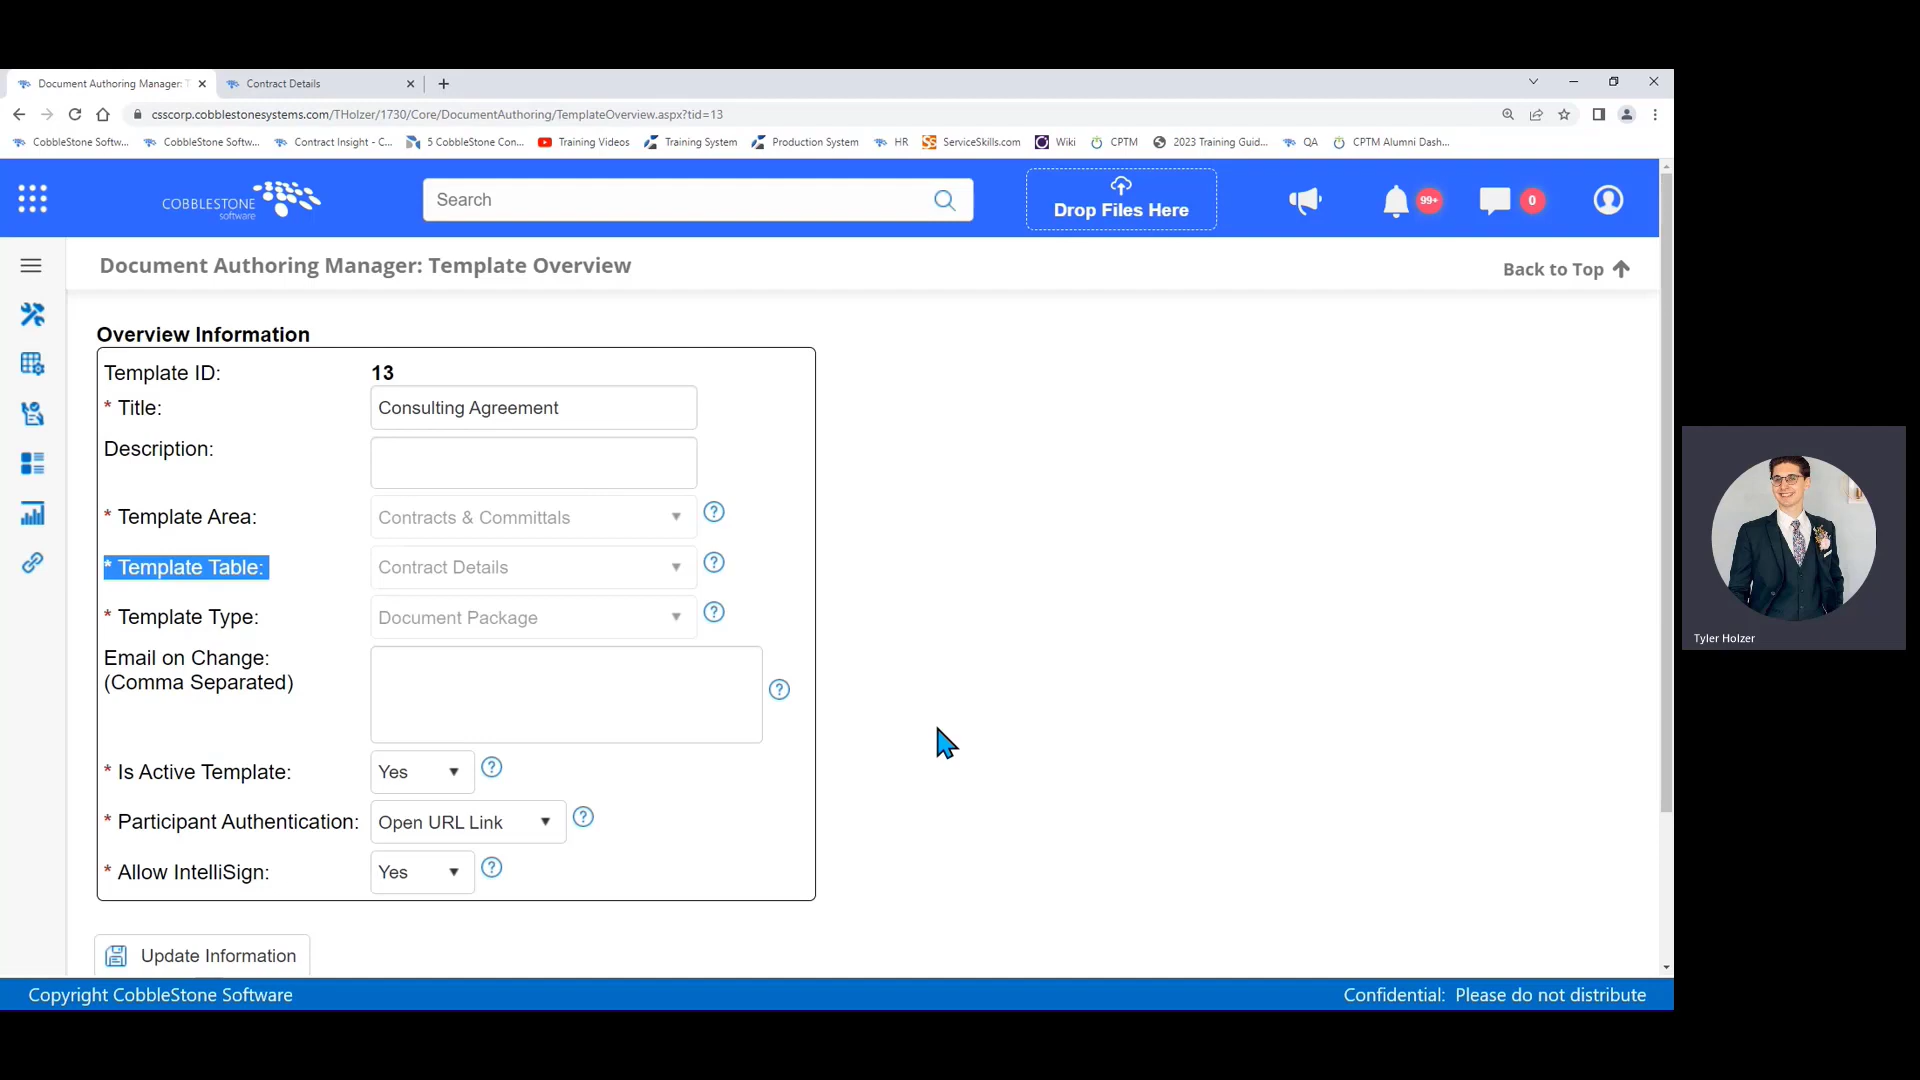 Document Authoring Manager: T
Contract Details
csscorp.cobblestonesystems.com/THolzer/1730/Core/DocumentAuthoring/TemplateOverview.aspx?tid=13
CobbleStone Softw... CobbleStone Softw... Contract Insight - C... 5 CobbleStone Con... Training Videos Training System Production System HR ServiceSkills.com Wiki CPTM 2023 Training Guid... QA CPTM Alumni Dash...
COBBLESTONE
software
Search
Drop Files Here
99+
0
Document Authoring Manager: Template Overview
Back to Top
Overview Information
Template ID: 13
* Title: Consulting Agreement
Description:
* Template Area: Contracts & Committals
* Template Table: Contract Details
* Template Type: Document Package
Email on Change:
(Comma Separated)
* Is Active Template: Yes
* Participant Authentication: Open URL Link
* Allow IntelliSign: Yes
Update Information
Tyler Holzer
Copyright CobbleStone Software
Confidential: Please do not distribute